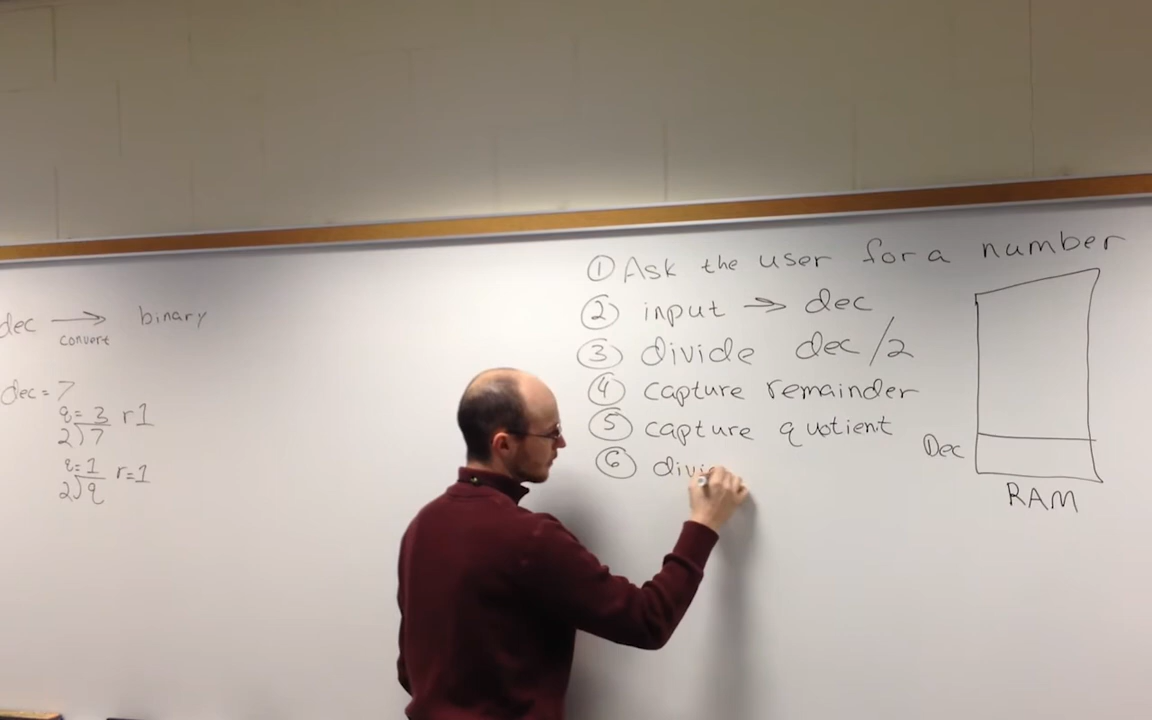 dec → binary
convert
dec = 7
q = 3 r1
2)7
q = 1 r=1
2)q
① Ask the user for a number
② input → dec
③ divide dec/2
④ capture remainder
⑤ capture quotient
⑥ divi
Dec
RAM